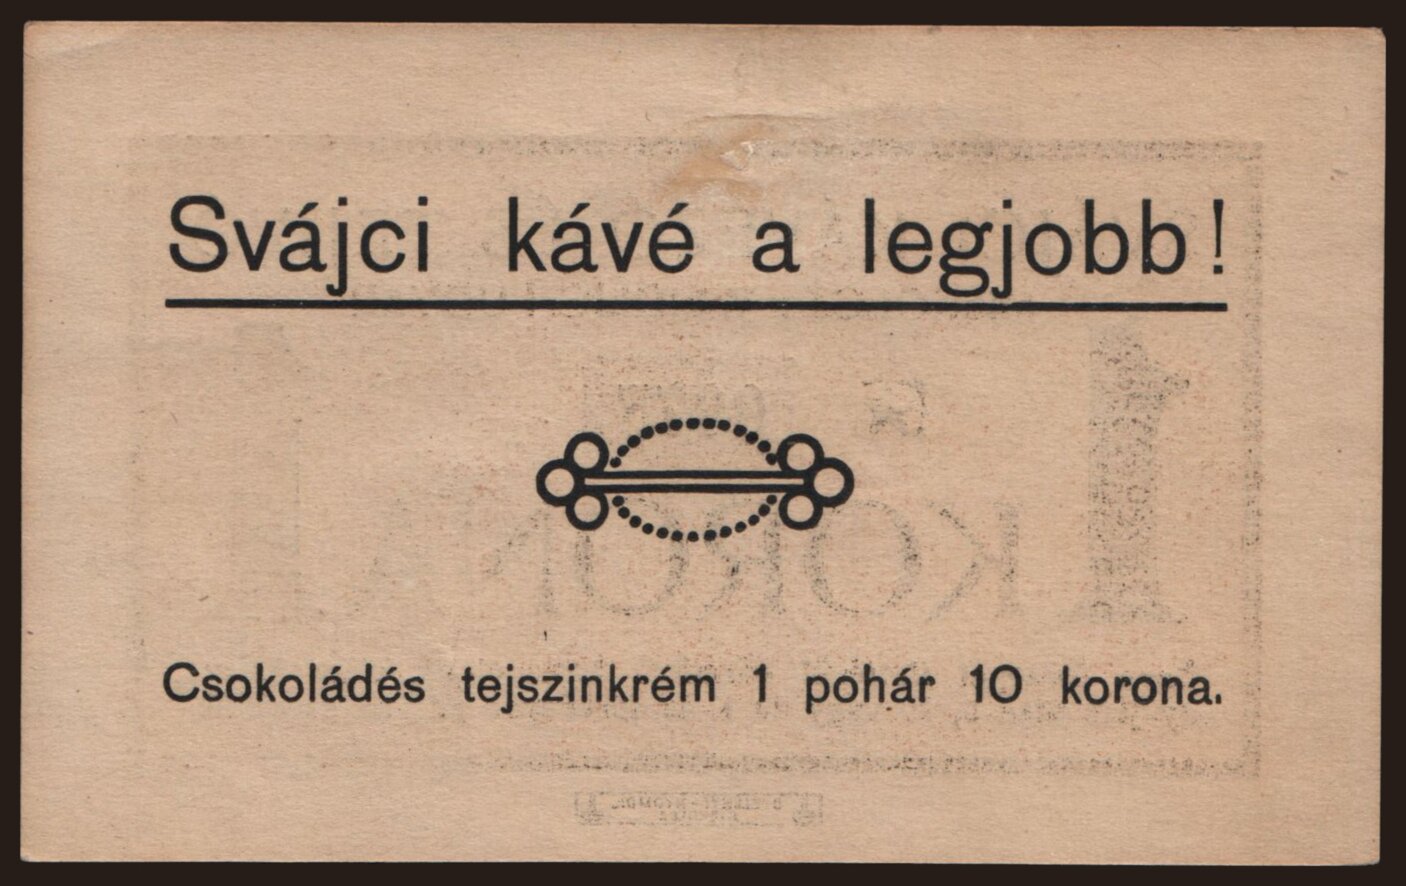 Svájci kávé a legjobb!
Csokoládés tejszinkrém 1 pohár 10 korona.